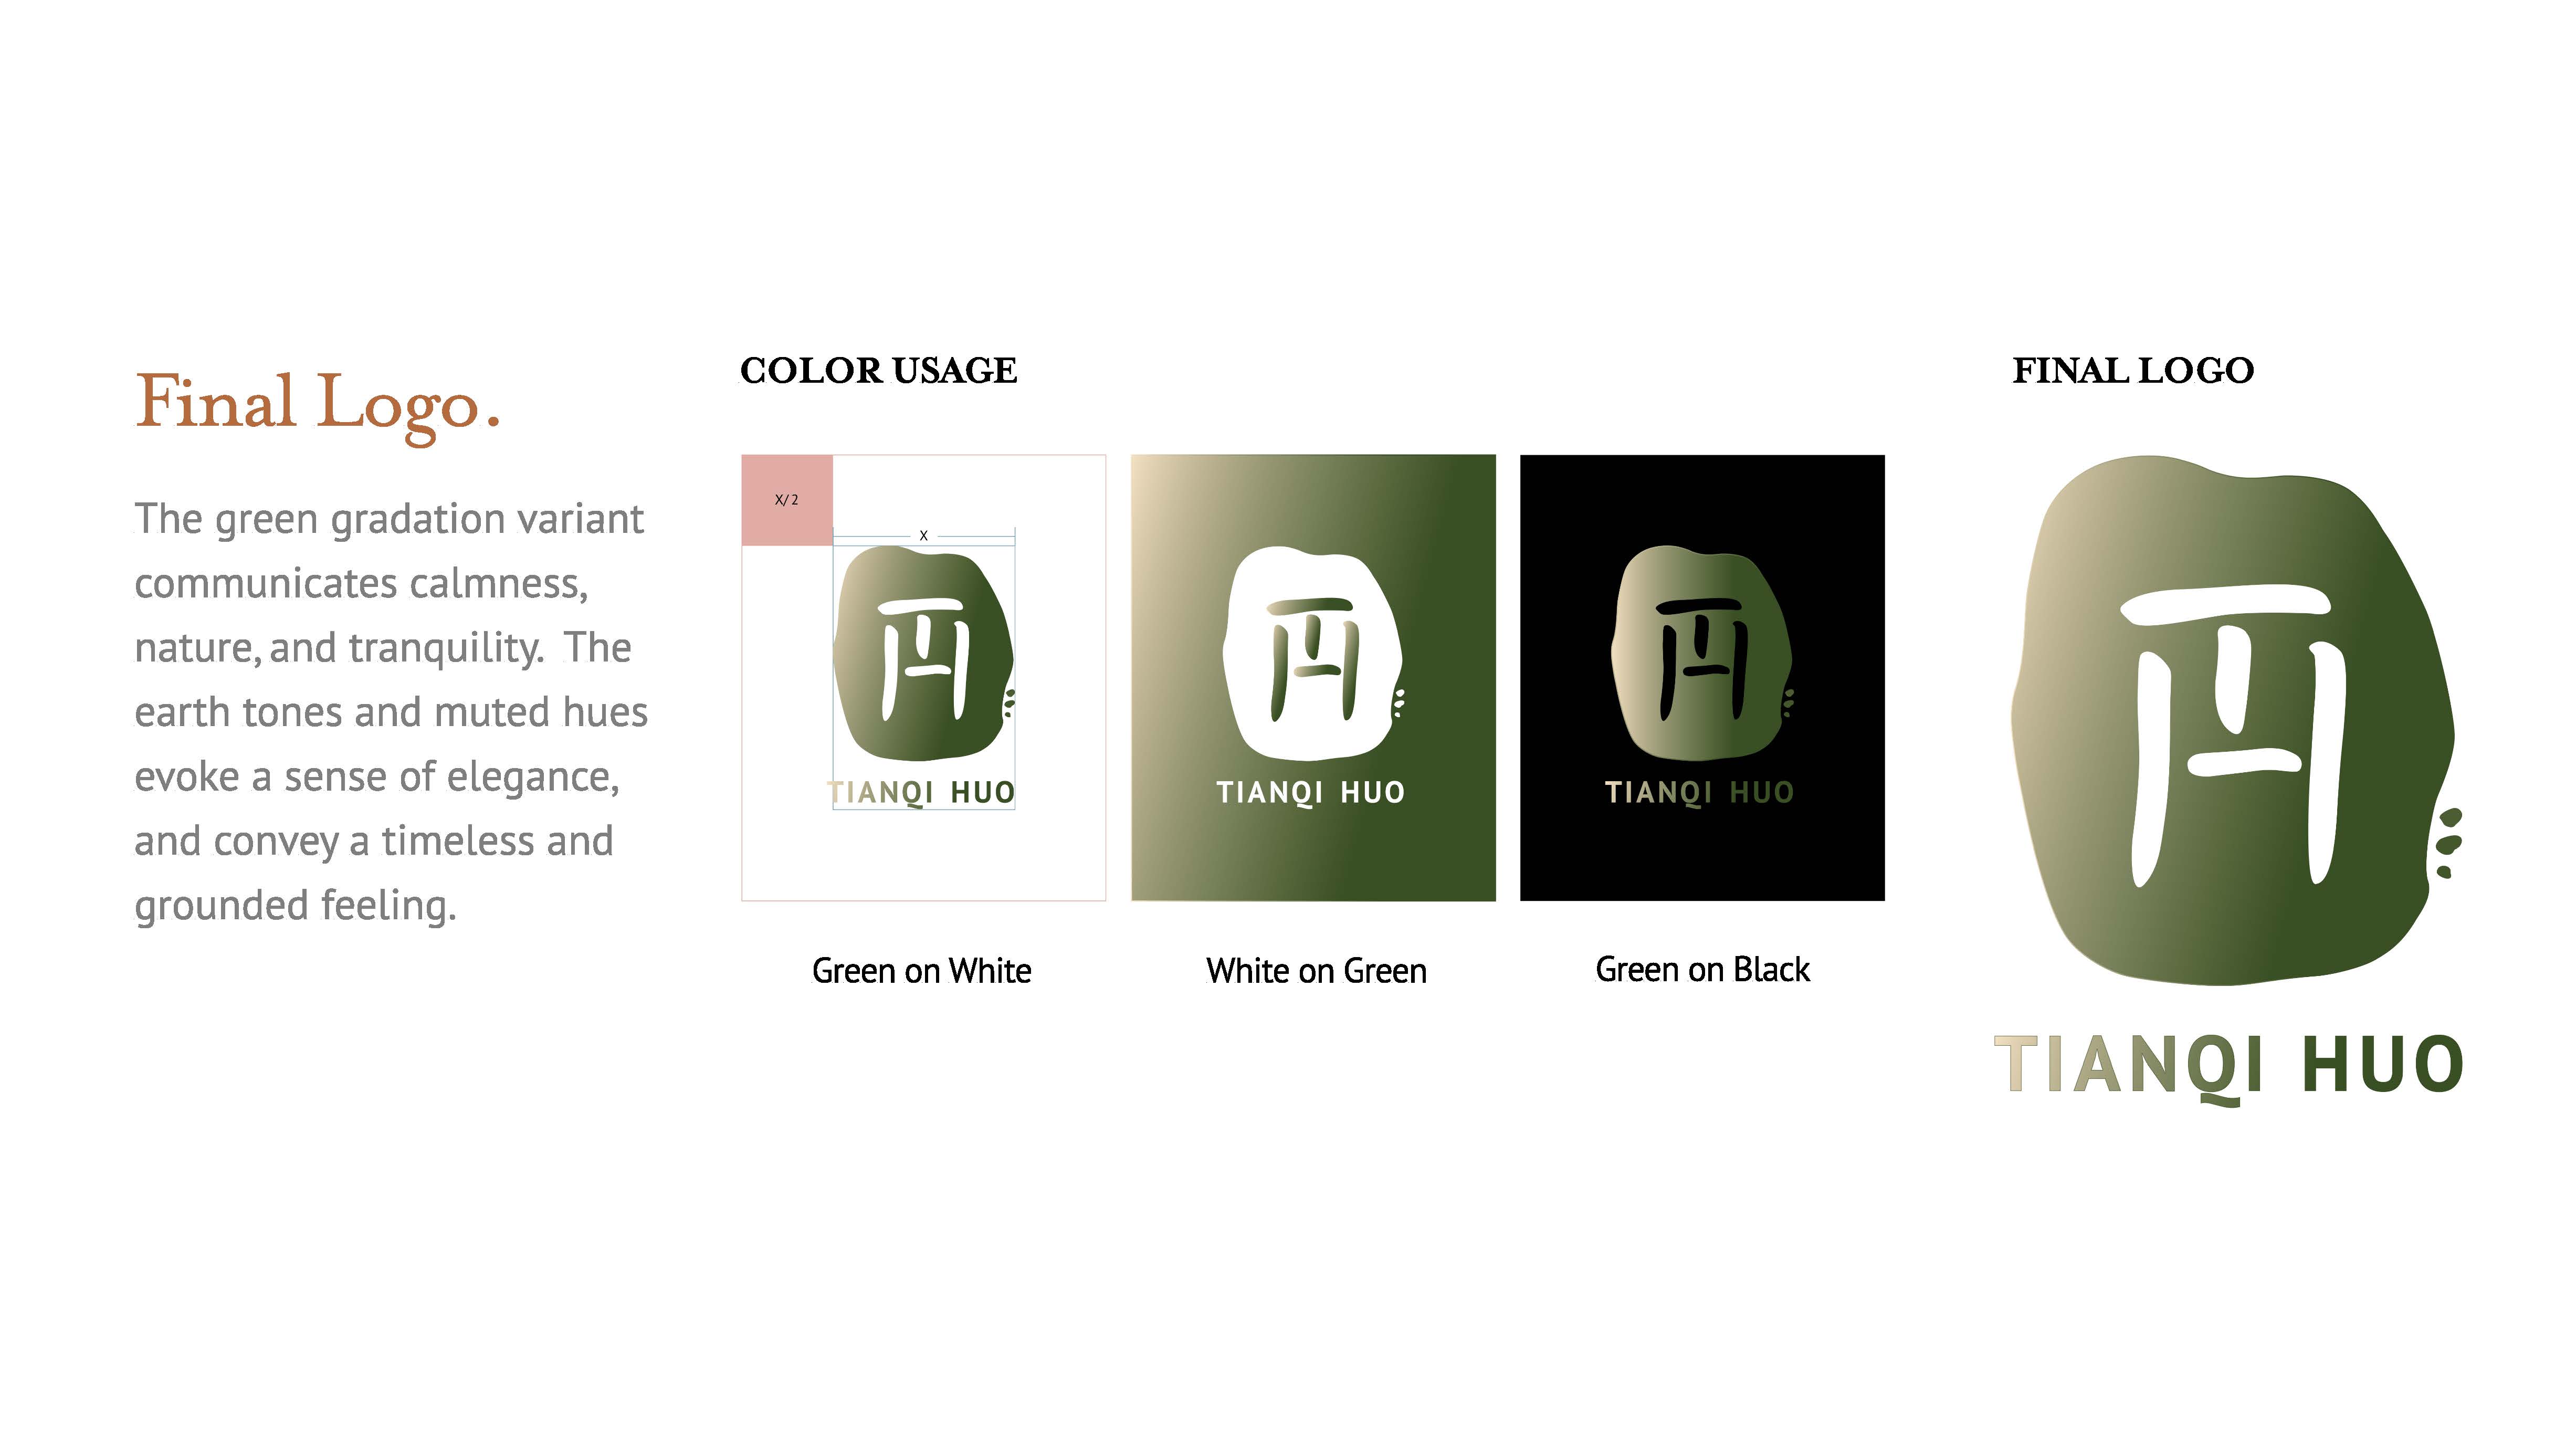 Final Logo.
The green gradation variant
communicates calmness,
nature, and tranquility.  The
earth tones and muted hues
evoke a sense of elegance,
and convey a timeless and
grounded feeling.
COLOR USAGE
X/2
X
TIANQI HUO
Green on White
TIANQI HUO
White on Green
TIANQI HUO
Green on Black
FINAL LOGO
TIANQI HUO